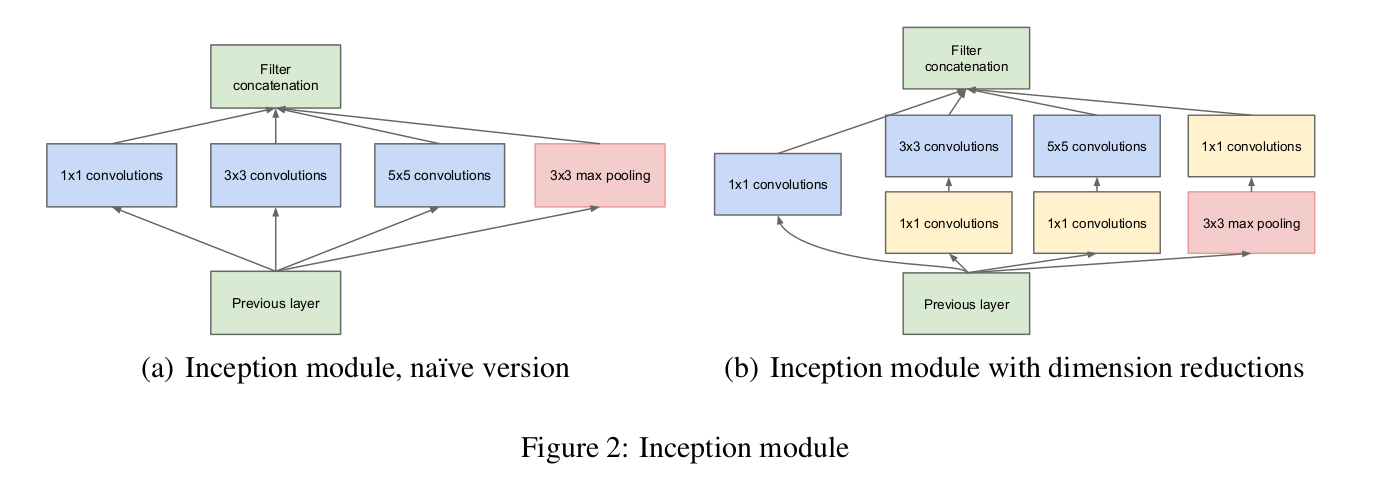 Filter
concatenation
1x1 convolutions
3x3 convolutions
5x5 convolutions
3x3 max pooling
Previous layer
(a) Inception module, naïve version
Filter
concatenation
3x3 convolutions
5x5 convolutions
1x1 convolutions
1x1 convolutions
1x1 convolutions
1x1 convolutions
3x3 max pooling
Previous layer
(b) Inception module with dimension reductions
Figure 2: Inception module